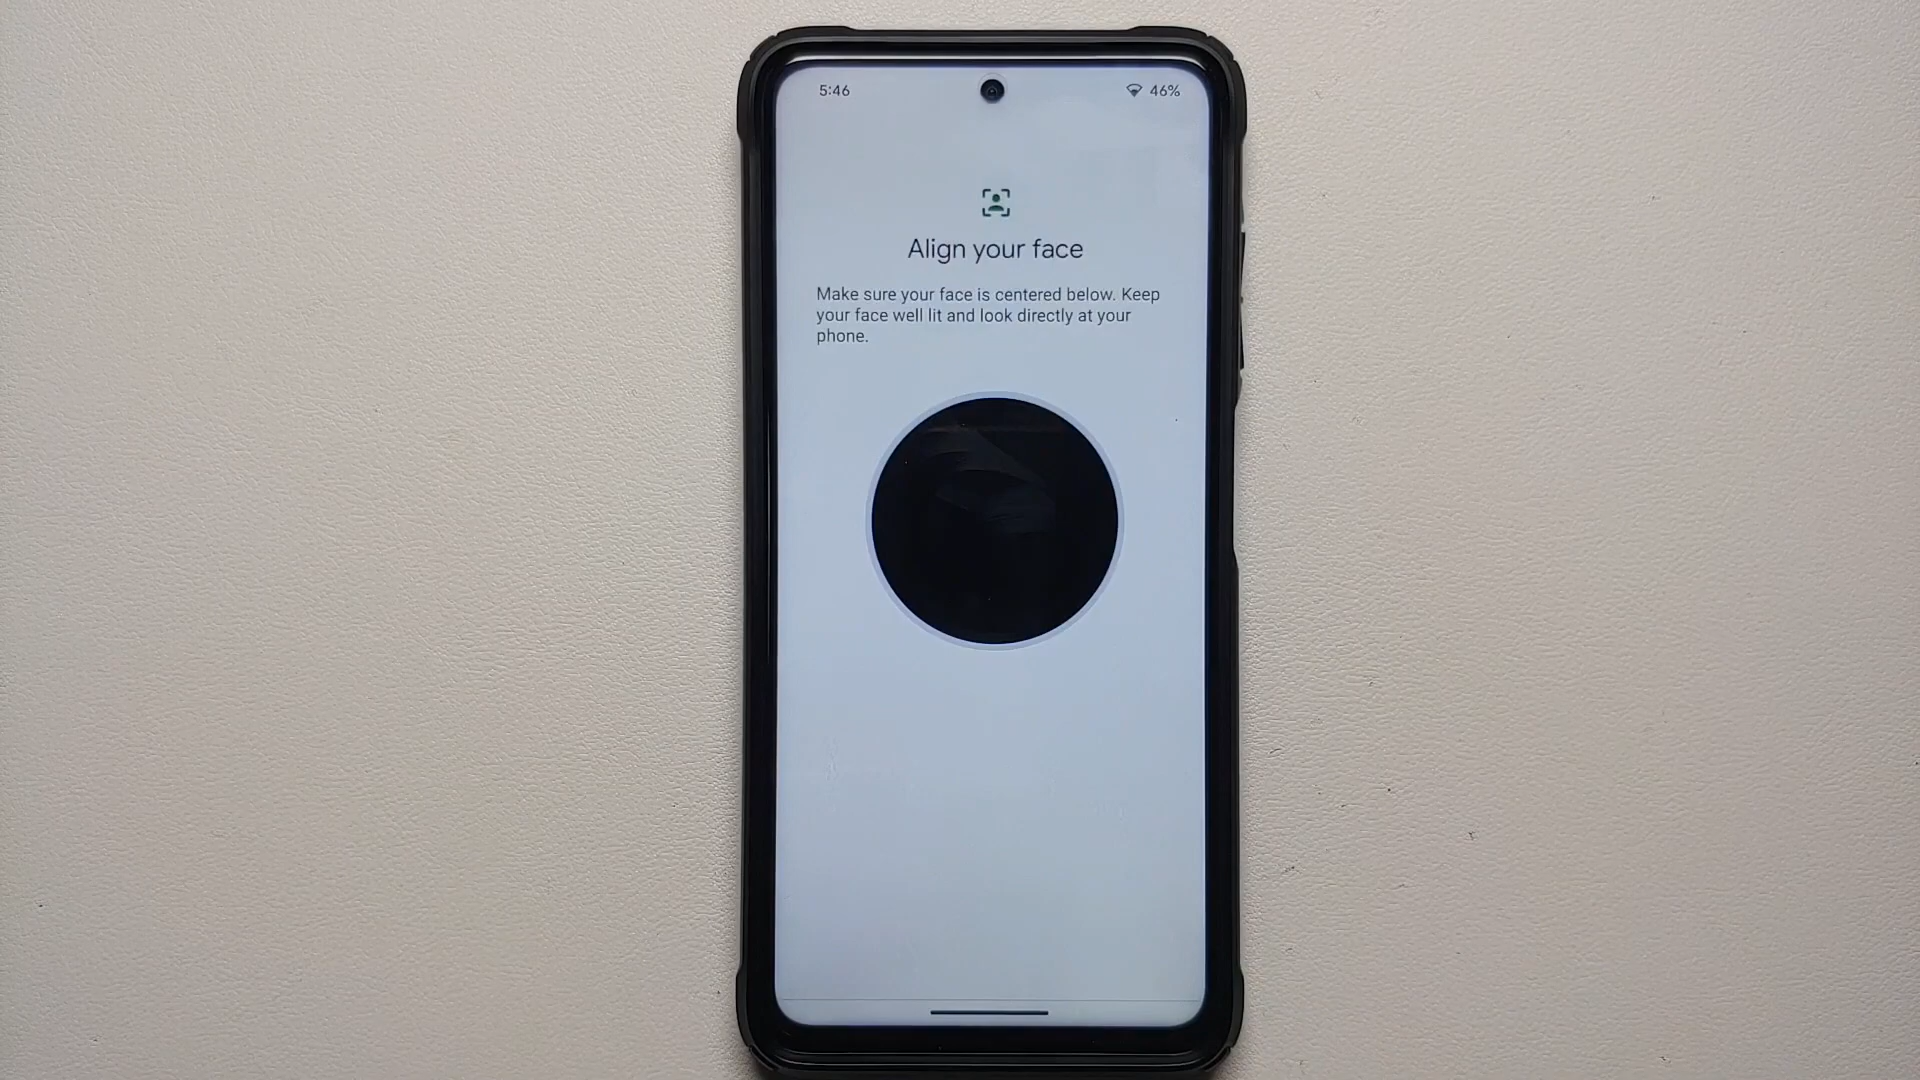 5:46 46%
Align your face
Make sure your face is centered below. Keep
your face well lit and look directly at your
phone.